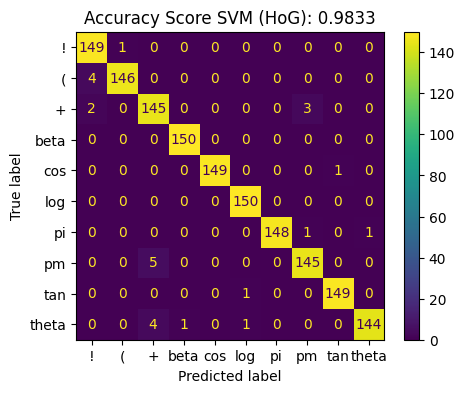 Accuracy Score SVM (HoG): 0.9833
! 149 1 0 0 0 0 0 0 0 0
( 4 146 0 0 0 0 0 0 0 0
+ 2 0 145 0 0 0 0 3 0 0
beta 0 0 0 150 0 0 0 0 0 0
cos 0 0 0 0 149 0 0 0 1 0
log 0 0 0 0 0 150 0 0 0 0
pi 0 0 0 0 0 0 148 1 0 1
pm 0 0 5 0 0 0 0 145 0 0
tan 0 0 0 0 0 1 0 0 149 0
theta 0 0 4 1 0 1 0 0 0 144
! ( + beta cos log pi pm tan theta
Predicted label
True label
140
120
100
80
60
40
20
0